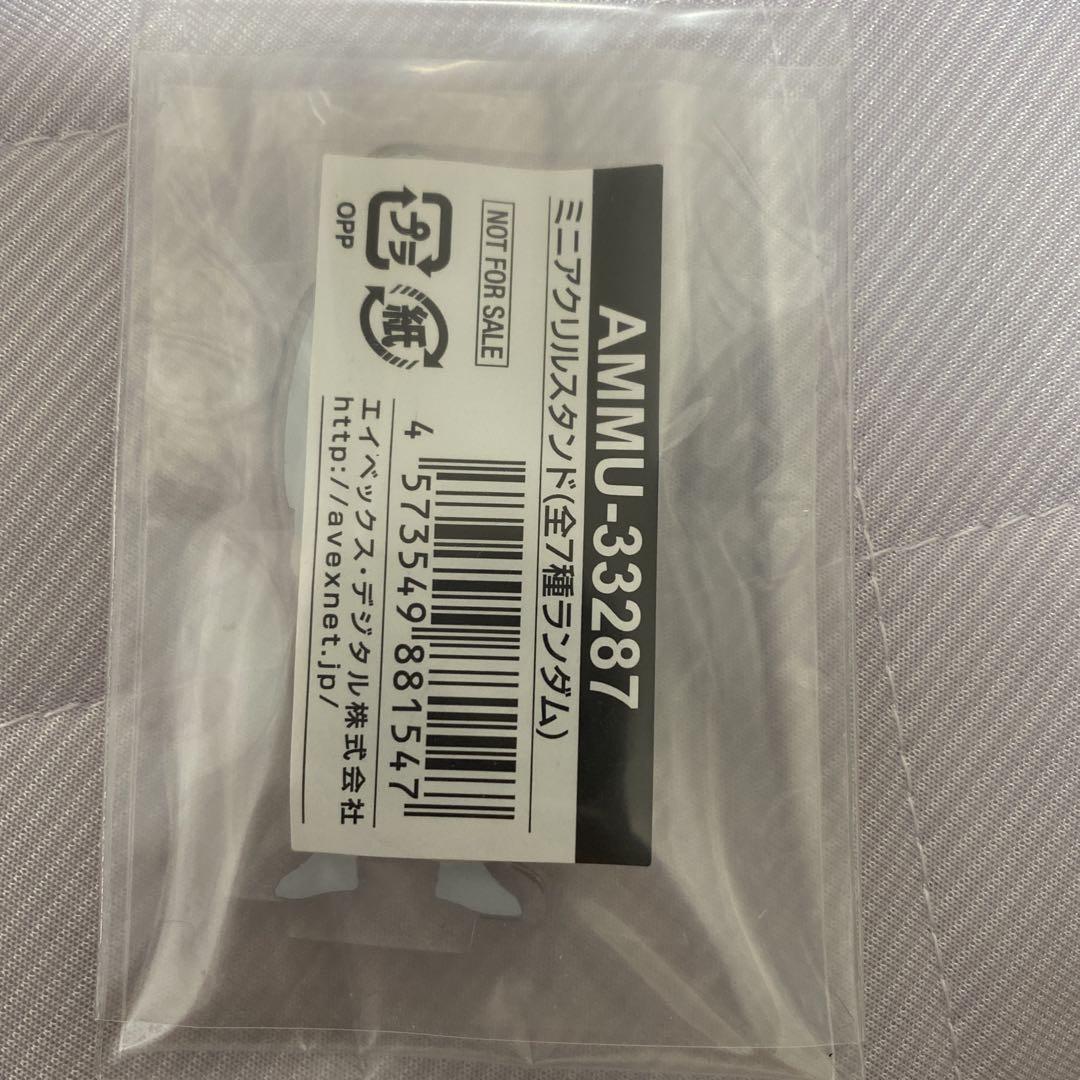 AMMU-33287
ミニアクリルスタンド(全7種ランダム)
NOT FOR SALE
4 573549 881547
プラ
紙
OPP
エイベックス・デジタル株式会社
http://avexnet.jp/